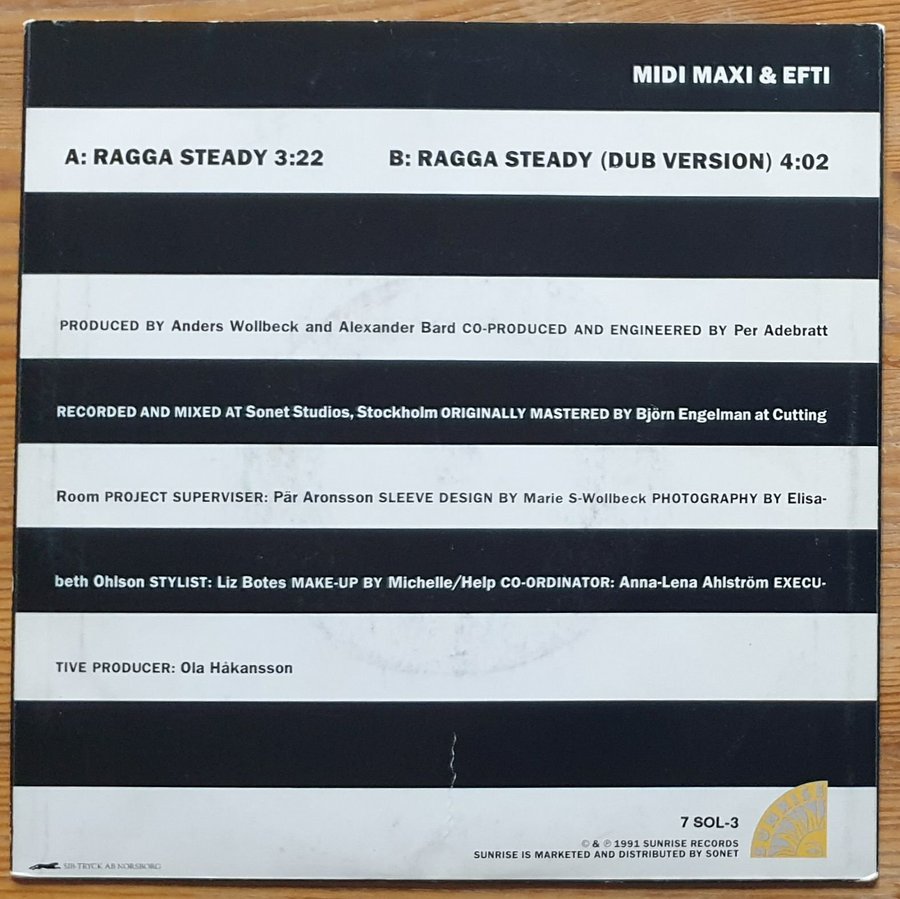 MIDI MAXI & EFTI
A: RAGGA STEADY 3:22 B: RAGGA STEADY (DUB VERSION) 4:02
PRODUCED BY Anders Wollbeck and Alexander Bard CO-PRODUCED AND ENGINEERED BY Per Adebratt
RECORDED AND MIXED AT Sonet Studios, Stockholm ORIGINALLY MASTERED BY Björn Engelman at Cutting
Room PROJECT SUPERVISER: Pär Aronsson SLEEVE DESIGN BY Marie S-Wollbeck PHOTOGRAPHY BY Elisa-
beth Ohlson STYLIST: Liz Botes MAKE-UP BY Michelle/Help CO-ORDINATOR: Anna-Lena Ahlström EXECU-
TIVE PRODUCER: Ola Håkansson
7 SOL-3
© & ℗ 1991 SUNRISE RECORDS
SUNRISE IS MARKETED AND DISTRIBUTED BY SONET
SUNRISE
SIB-TRYCK AB NORSBORG